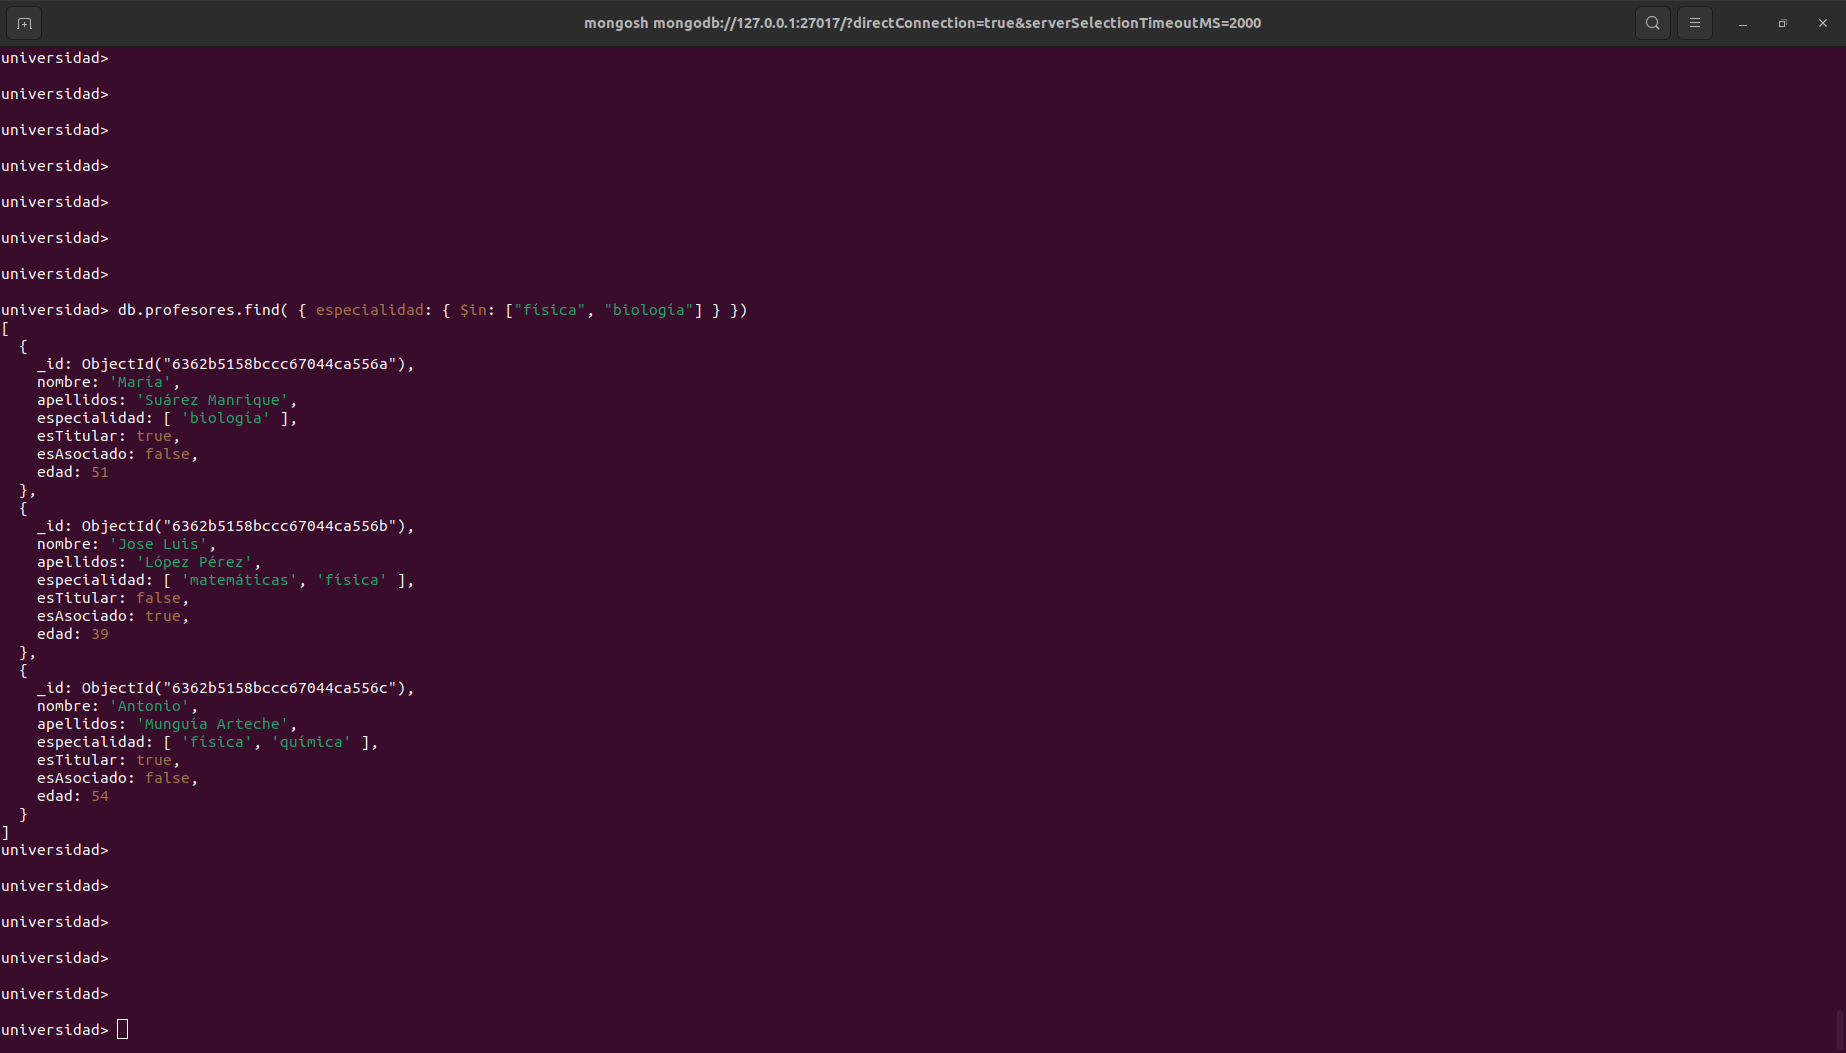 mongosh mongodb://127.0.0.1:27017/?directConnection=true&serverSelectionTimeoutMS=2000
universidad>
universidad>
universidad>
universidad>
universidad>
universidad>
universidad>
universidad> db.profesores.find( { especialidad: { $in: ["física", "biología"] } })
[
  {
    _id: ObjectId("6362b5158bccc67044ca556a"),
    nombre: 'María',
    apellidos: 'Suárez Manrique',
    especialidad: [ 'biología' ],
    esTitular: true,
    esAsociado: false,
    edad: 51
  },
  {
    _id: ObjectId("6362b5158bccc67044ca556b"),
    nombre: 'Jose Luis',
    apellidos: 'López Pérez',
    especialidad: [ 'matemáticas', 'física' ],
    esTitular: false,
    esAsociado: true,
    edad: 39
  },
  {
    _id: ObjectId("6362b5158bccc67044ca556c"),
    nombre: 'Antonio',
    apellidos: 'Munguía Arteche',
    especialidad: [ 'física', 'química' ],
    esTitular: true,
    esAsociado: false,
    edad: 54
  }
]
universidad>
universidad>
universidad>
universidad>
universidad>
universidad>